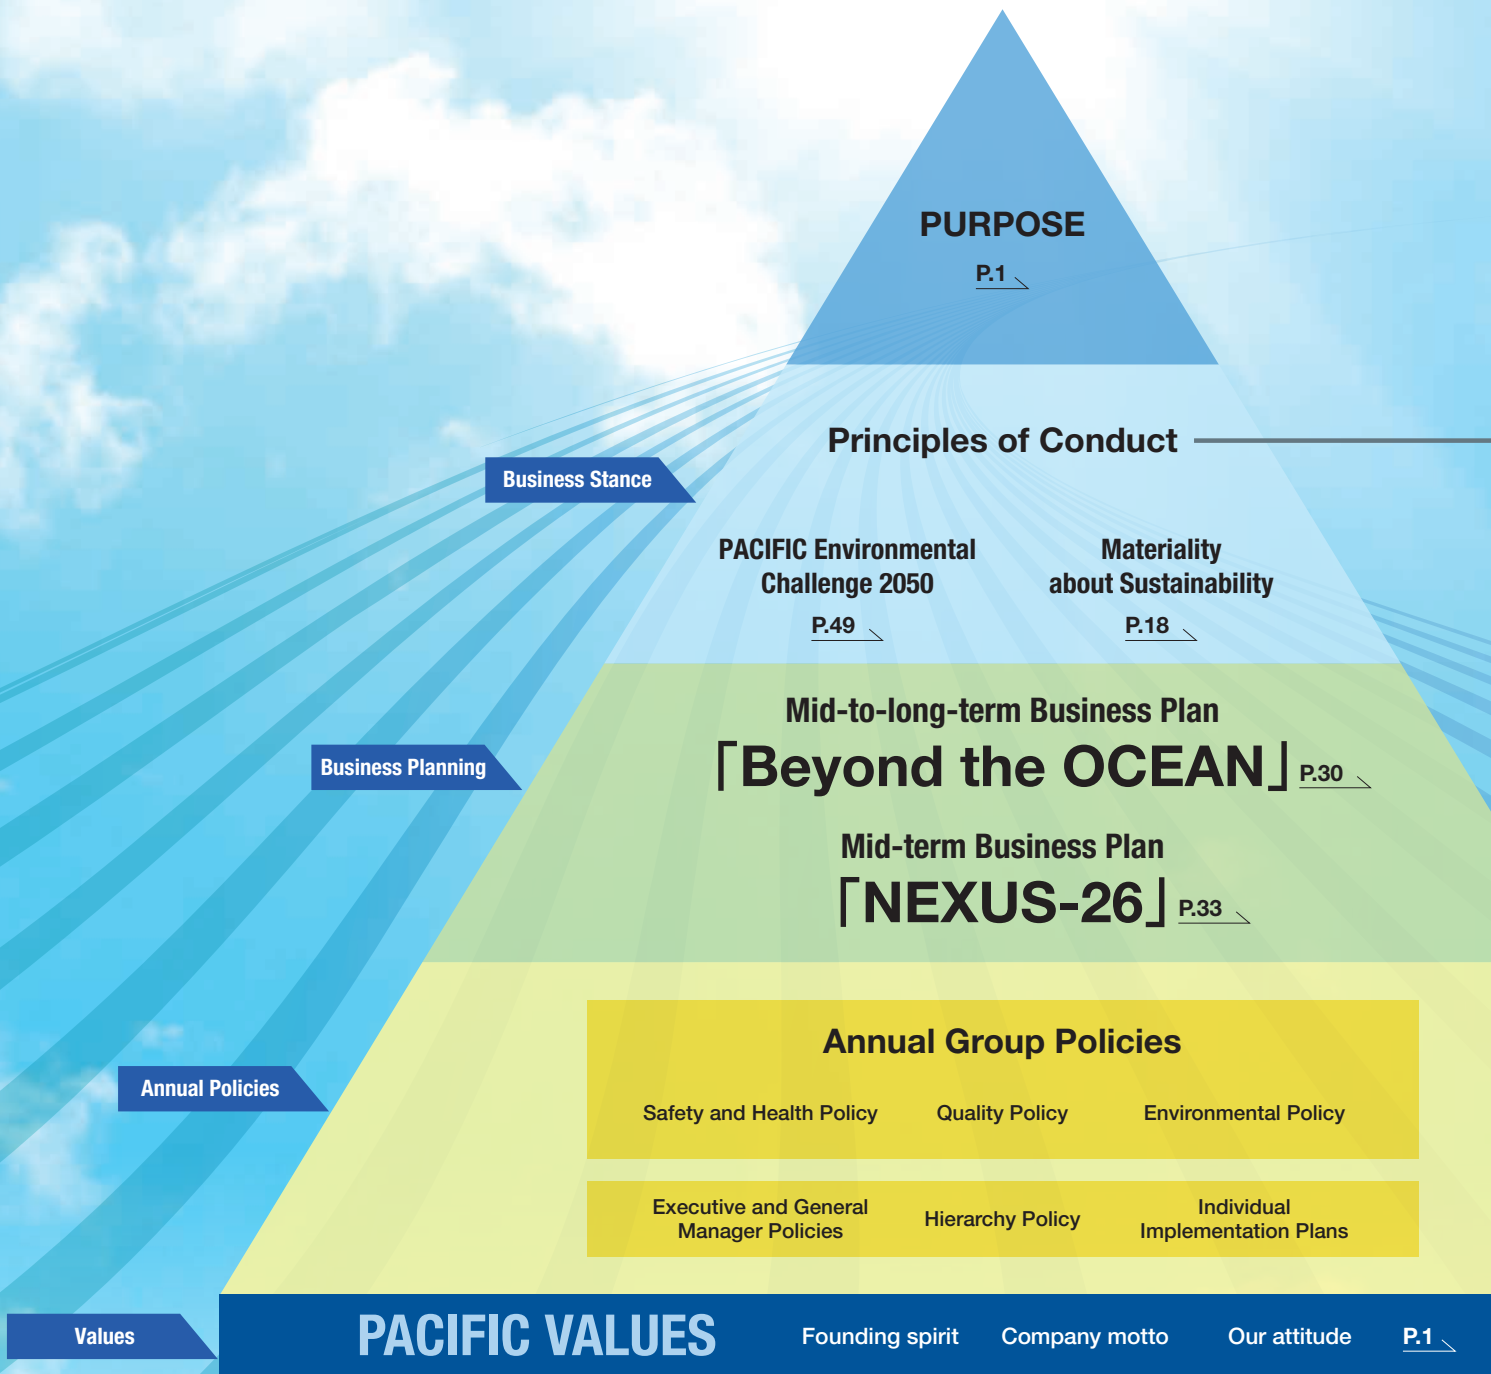 PURPOSE
P.1
Principles of Conduct
Business Stance
PACIFIC Environmental
Challenge 2050
P.49
Materiality
about Sustainability
P.18
Mid-to-long-term Business Plan
Business Planning
「Beyond the OCEAN」 P.30
Mid-term Business Plan
「NEXUS-26」 P.33
Annual Group Policies
Annual Policies
Safety and Health Policy
Quality Policy
Environmental Policy
Executive and General
Manager Policies
Hierarchy Policy
Individual
Implementation Plans
Values
PACIFIC VALUES
Founding spirit
Company motto
Our attitude
P.1